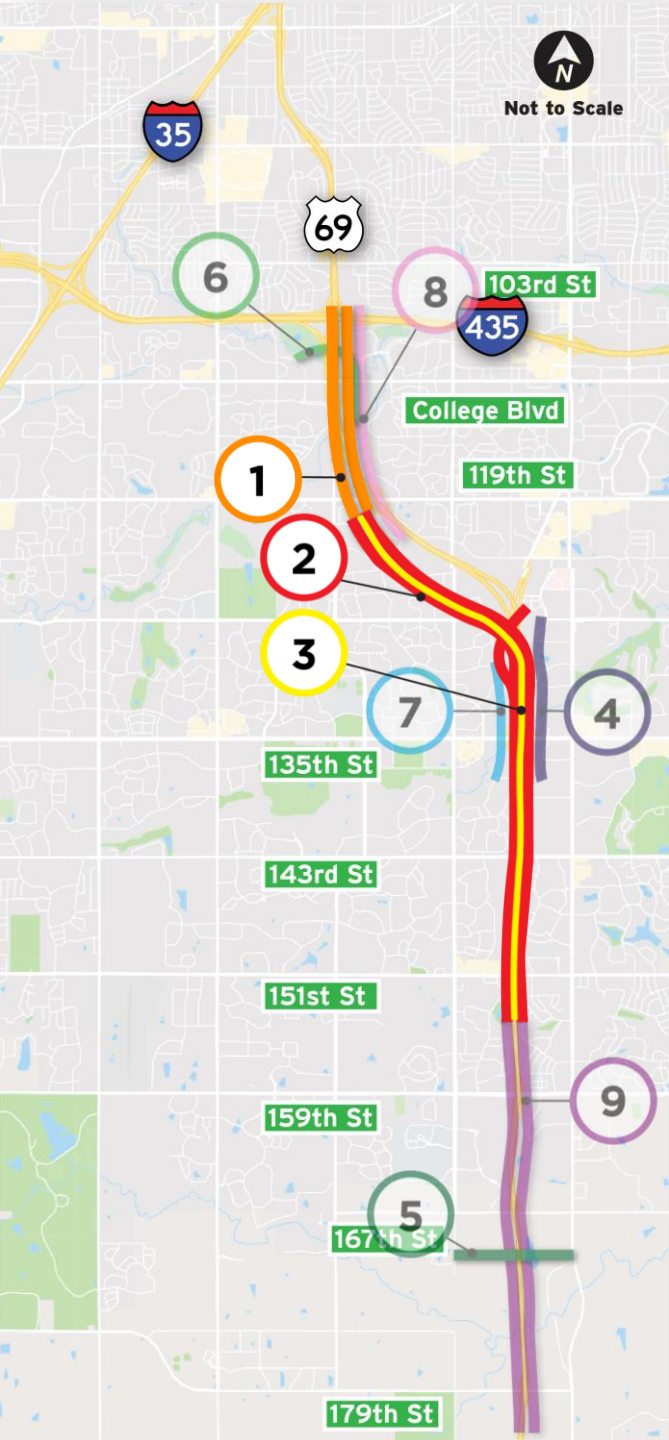 N
Not to Scale
35
69
6
8
103rd St
435
College Blvd
1
119th St
2
3
7
4
135th St
143rd St
151st St
9
159th St
5
167th St
179th St